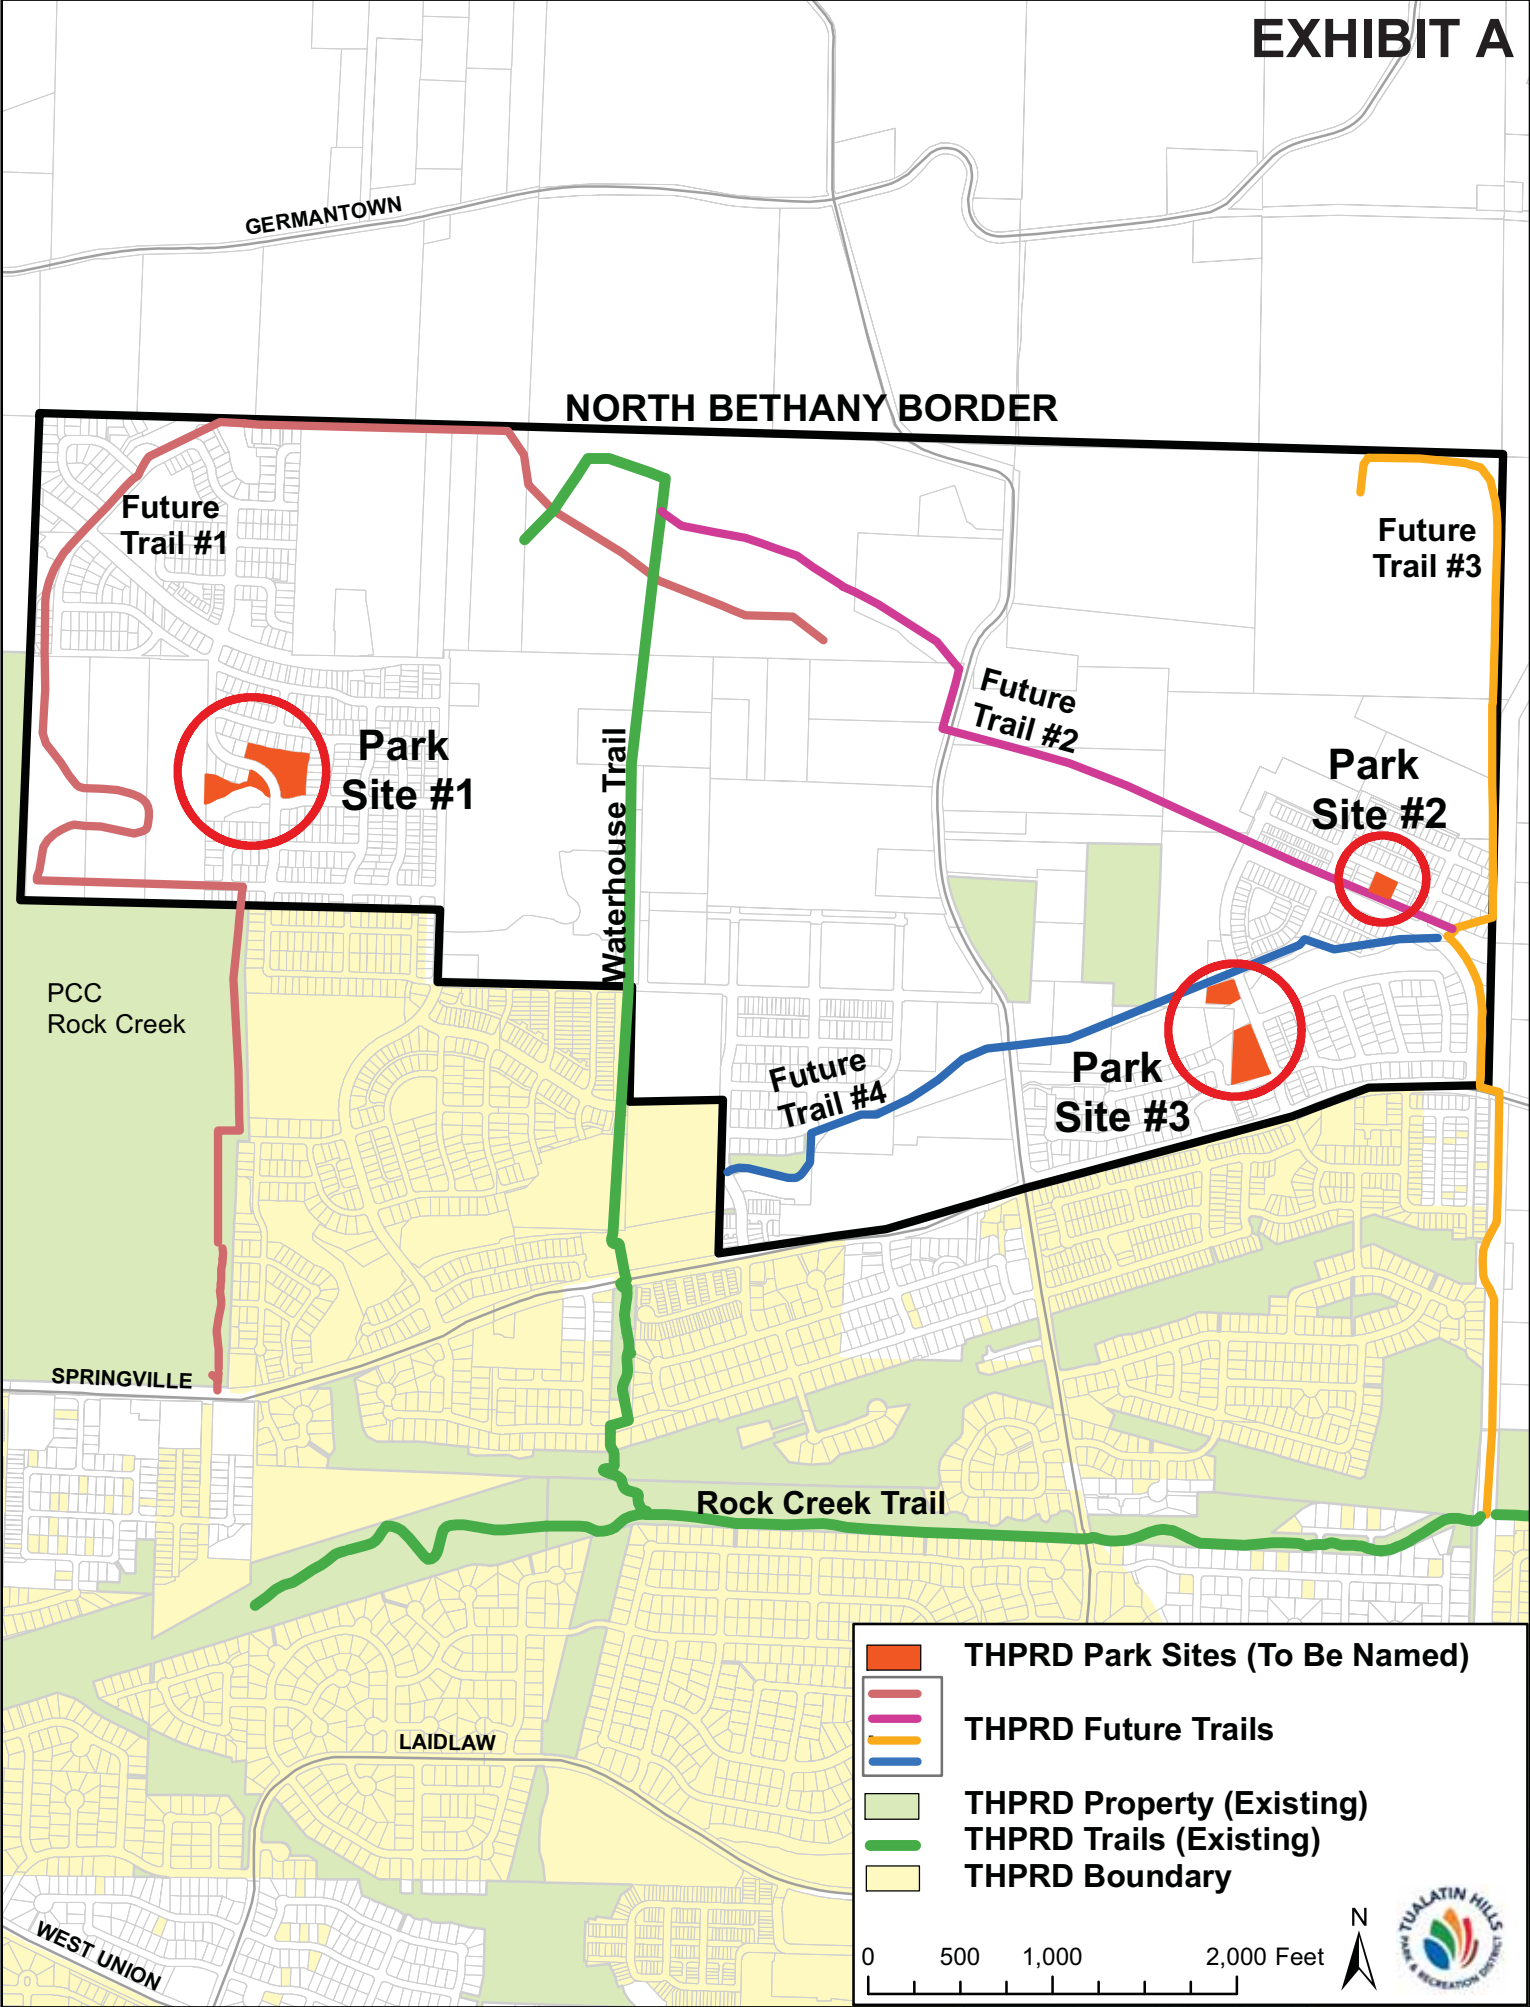 EXHIBIT A
GERMANTOWN
NORTH BETHANY BORDER
Future
Trail #1
Future
Trail #3
Future
Trail #2
Park
Site #1
Waterhouse Trail
Park
Site #2
PCC
Rock Creek
Future
Trail #4
Park
Site #3
SPRINGVILLE
Rock Creek Trail
LAIDLAW
WEST UNION
THPRD Park Sites (To Be Named)
THPRD Future Trails
THPRD Property (Existing)
THPRD Trails (Existing)
THPRD Boundary
0 500 1,000 2,000 Feet
N
TUALATIN HILLS
PARK & RECREATION DISTRICT